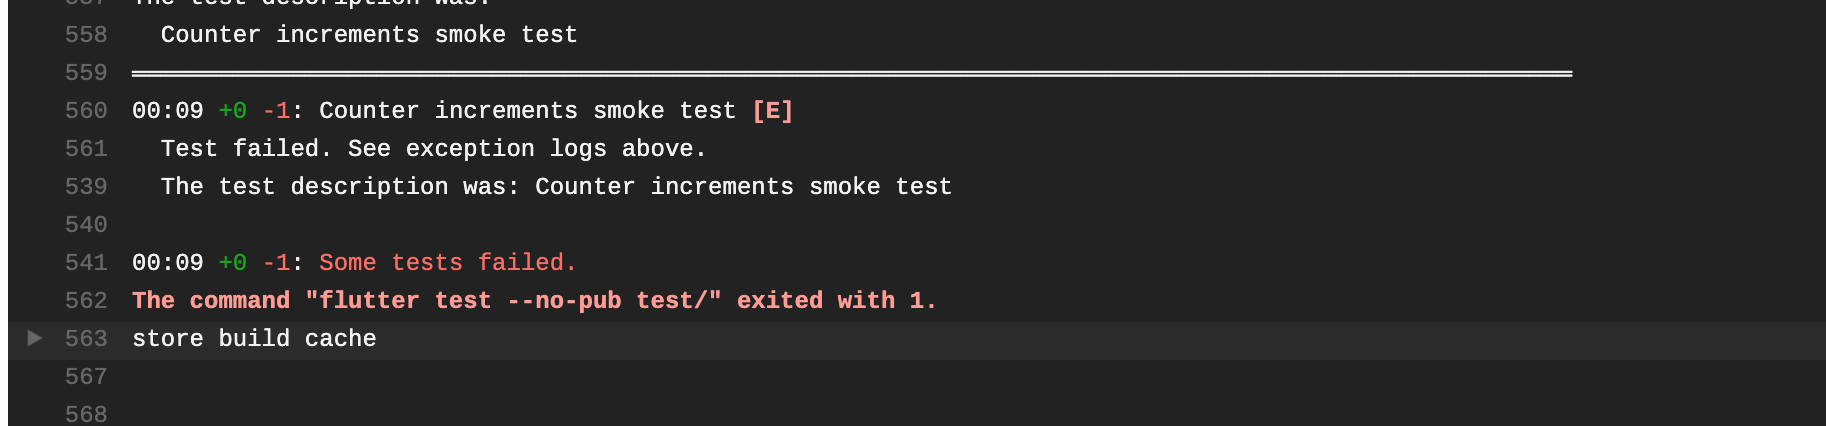 557 The test description was:
558   Counter increments smoke test
559 ════════════════════════════════════════════════════════════════════════════════════════════════════
560 00:09 +0 -1: Counter increments smoke test [E]
561   Test failed. See exception logs above.
539   The test description was: Counter increments smoke test
540
541 00:09 +0 -1: Some tests failed.
562 The command "flutter test --no-pub test/" exited with 1.
563 store build cache
567
568